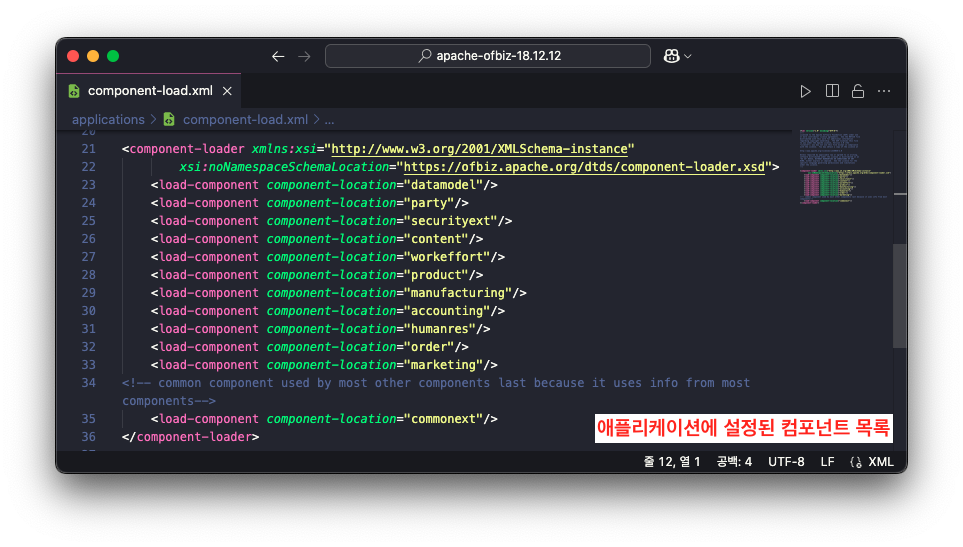 apache-ofbiz-18.12.12
component-load.xml
applications > component-load.xml > ...
20
21 <component-loader xmlns:xsi="http://www.w3.org/2001/XMLSchema-instance"
22 xsi:noNamespaceSchemaLocation="https://ofbiz.apache.org/dtds/component-loader.xsd">
23 <load-component component-location="datamodel"/>
24 <load-component component-location="party"/>
25 <load-component component-location="securityext"/>
26 <load-component component-location="content"/>
27 <load-component component-location="workeffort"/>
28 <load-component component-location="product"/>
29 <load-component component-location="manufacturing"/>
30 <load-component component-location="accounting"/>
31 <load-component component-location="humanres"/>
32 <load-component component-location="order"/>
33 <load-component component-location="marketing"/>
34 <!-- common component used by most other components last because it uses info from most
components-->
35 <load-component component-location="commonext"/>
36 </component-loader>
애플리케이션에 설정된 컴포넌트 목록
줄 12, 열 1 공백: 4 UTF-8 LF XML